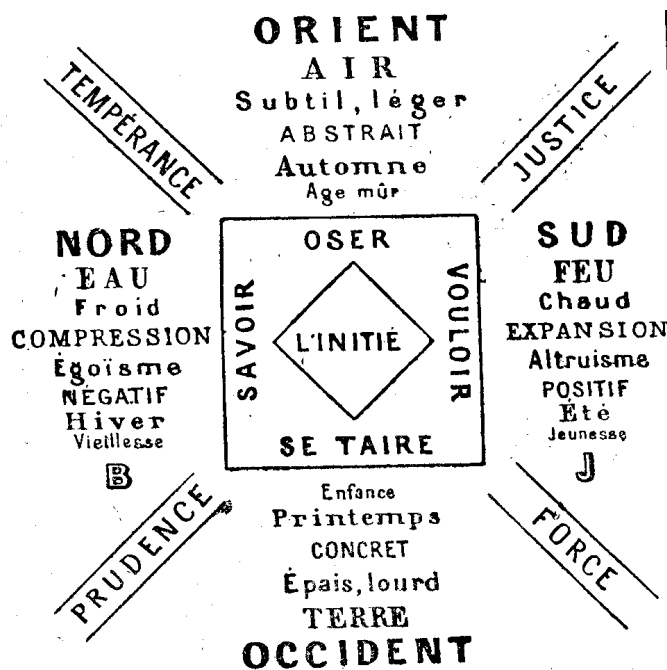 ORIENT
AIR
Subtil, léger
ABSTRAIT
Automne
Age mûr
TEMPÉRANCE
JUSTICE
NORD
EAU
Froid
COMPRESSION
Égoïsme
NÉGATIF
Hiver
Vieillesse
B
OSER
SAVOIR
L'INITIÉ
VOULOIR
SE TAIRE
SUD
FEU
Chaud
EXPANSION
Altruisme
POSITIF
Été
Jeunesse
J
PRUDENCE
FORCE
Enfance
Printemps
CONCRET
Épais, lourd
TERRE
OCCIDENT